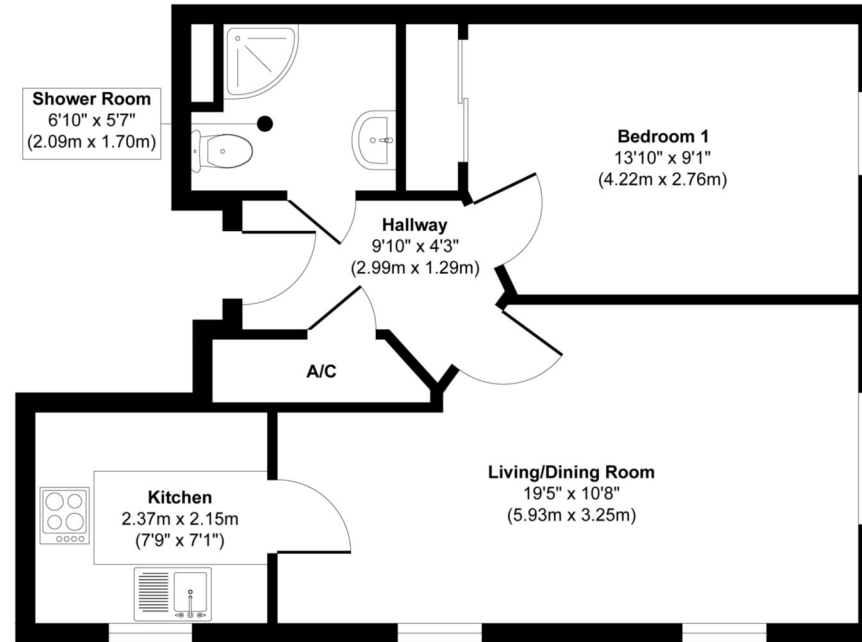 Shower Room
6'10" x 5'7"
(2.09m x 1.70m)
Bedroom 1
13'10" x 9'1"
(4.22m x 2.76m)
Hallway
9'10" x 4'3"
(2.99m x 1.29m)
A/C
Living/Dining Room
19'5" x 10'8"
(5.93m x 3.25m)
Kitchen
2.37m x 2.15m
(7'9" x 7'1")